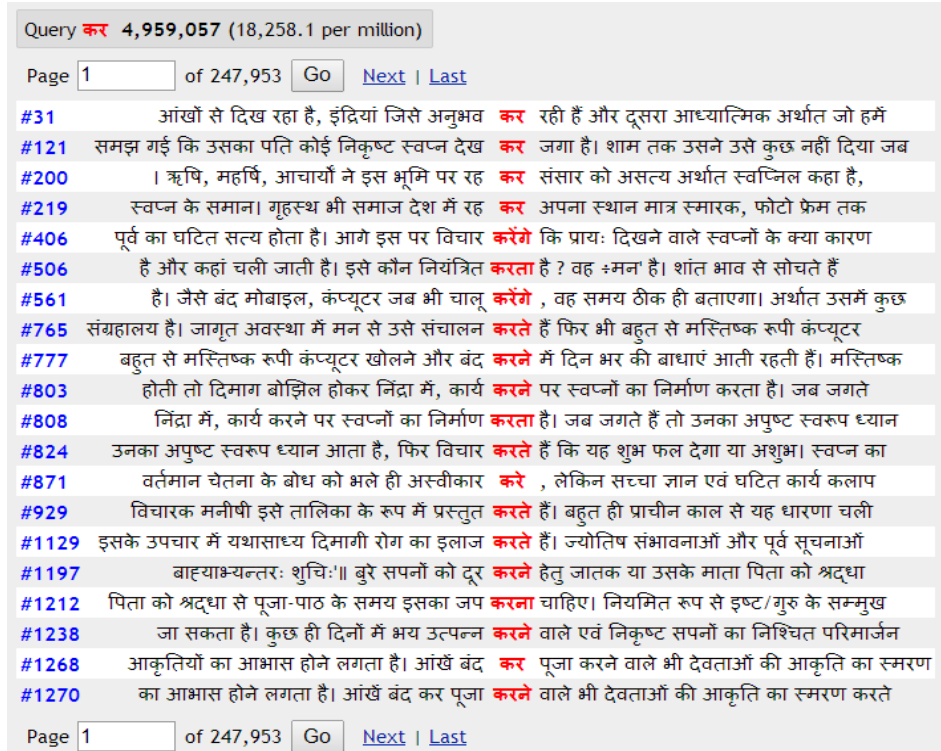 Query कर 4,959,057 (18,258.1 per million)
Page 1 of 247,953 Go Next | Last
#31 आंखों से दिख रहा है, इंद्रियां जिसे अनुभव कर रही हैं और दूसरा आध्यात्मिक अर्थात जो हमें
#121 समझ गई कि उसका पति कोई निकृष्ट स्वप्न देख कर जगा है। शाम तक उसने उसे कुछ नहीं दिया जब
#200 । ऋषि, महर्षि, आचार्यों ने इस भूमि पर रह कर संसार को असत्य अर्थात स्वप्निल कहा है,
#219 स्वप्न के समान। गृहस्थ भी समाज देश में रह कर अपना स्थान मात्र स्मारक, फोटो फ्रेम तक
#406 पूर्व का घटित सत्य होता है। आगे इस पर विचार करेंगे कि प्रायः दिखने वाले स्वप्नों के क्या कारण
#506 है और कहां चली जाती है। इसे कौन नियंत्रित करता है ? वह ÷मन' है। शांत भाव से सोचते हैं
#561 है। जैसे बंद मोबाइल, कंप्यूटर जब भी चालू करेंगे , वह समय ठीक ही बताएगा। अर्थात उसमें कुछ
#765 संग्रहालय है। जागृत अवस्था में मन से उसे संचालन करते हैं फिर भी बहुत से मस्तिष्क रूपी कंप्यूटर
#777 बहुत से मस्तिष्क रूपी कंप्यूटर खोलने और बंद करने में दिन भर की बाधाएं आती रहती हैं। मस्तिष्क
#803 होती तो दिमाग बोझिल होकर निंद्रा में, कार्य करने पर स्वप्नों का निर्माण करता है। जब जगते
#808 निंद्रा में, कार्य करने पर स्वप्नों का निर्माण करता है। जब जगते हैं तो उनका अपुष्ट स्वरूप ध्यान
#824 उनका अपुष्ट स्वरूप ध्यान आता है, फिर विचार करते हैं कि यह शुभ फल देगा या अशुभ। स्वप्न का
#871 वर्तमान चेतना के बोध को भले ही अस्वीकार करे , लेकिन सच्चा ज्ञान एवं घटित कार्य कलाप
#929 विचारक मनीषी इसे तालिका के रूप में प्रस्तुत करते हैं। बहुत ही प्राचीन काल से यह धारणा चली
#1129 इसके उपचार में यथासाध्य दिमागी रोग का इलाज करते हैं। ज्योतिष संभावनाओं और पूर्व सूचनाओं
#1197 बाह्याभ्यन्तरः शुचिः'॥ बुरे सपनों को दूर करने हेतु जातक या उसके माता पिता को श्रद्धा
#1212 पिता को श्रद्धा से पूजा-पाठ के समय इसका जप करना चाहिए। नियमित रूप से इष्ट/गुरु के सम्मुख
#1238 जा सकता है। कुछ ही दिनों में भय उत्पन्न करने वाले एवं निकृष्ट सपनों का निश्चित परिमार्जन
#1268 आकृतियों का आभास होने लगता है। आंखें बंद कर पूजा करने वाले भी देवताओं की आकृति का स्मरण
#1270 का आभास होने लगता है। आंखें बंद कर पूजा करने वाले भी देवताओं की आकृति का स्मरण करते
Page 1 of 247,953 Go Next | Last